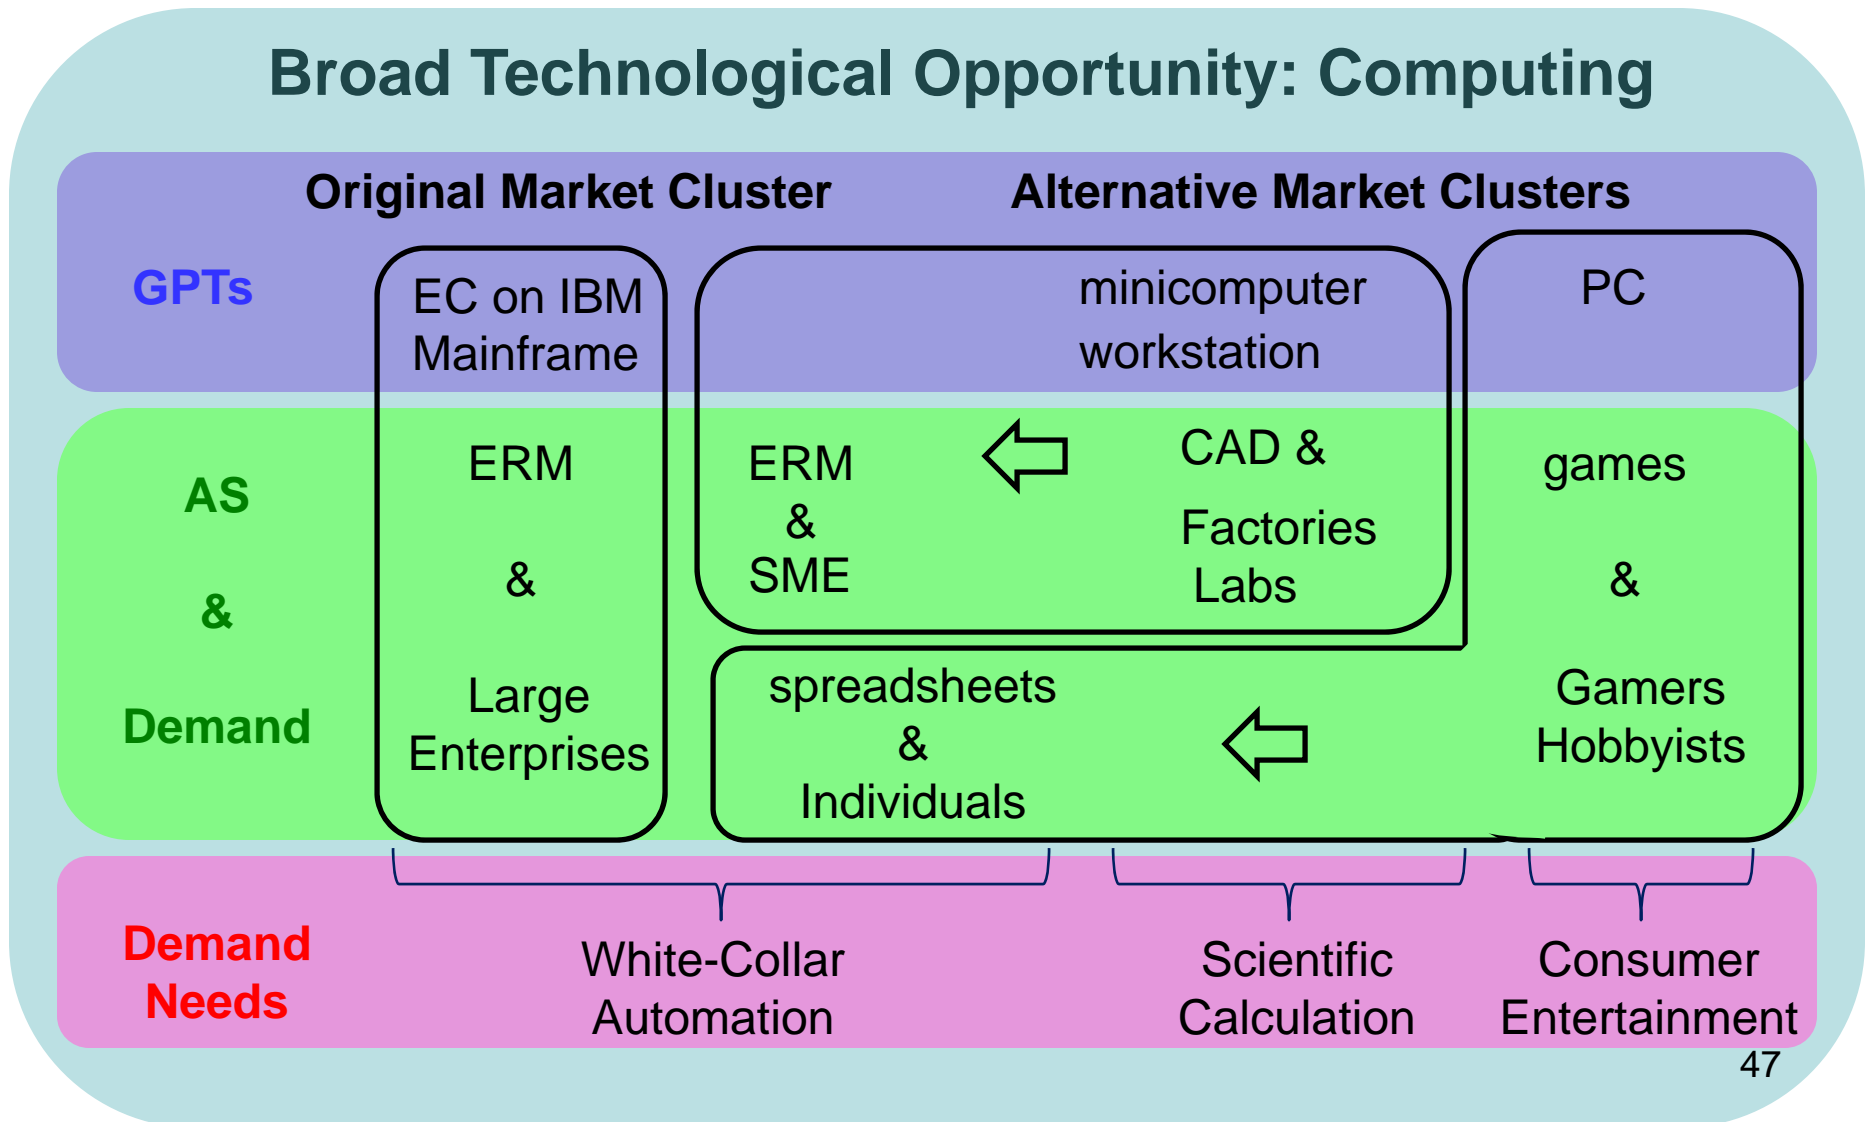 Broad Technological Opportunity: Computing
Original Market Cluster
Alternative Market Clusters
GPTs
EC on IBM
Mainframe
minicomputer
workstation
PC
AS
&
Demand
ERM
&
Large
Enterprises
ERM
&
SME
CAD &
Factories
Labs
games
&
Gamers
Hobbyists
spreadsheets
&
Individuals
Demand
Needs
White-Collar
Automation
Scientific
Calculation
Consumer
Entertainment
47